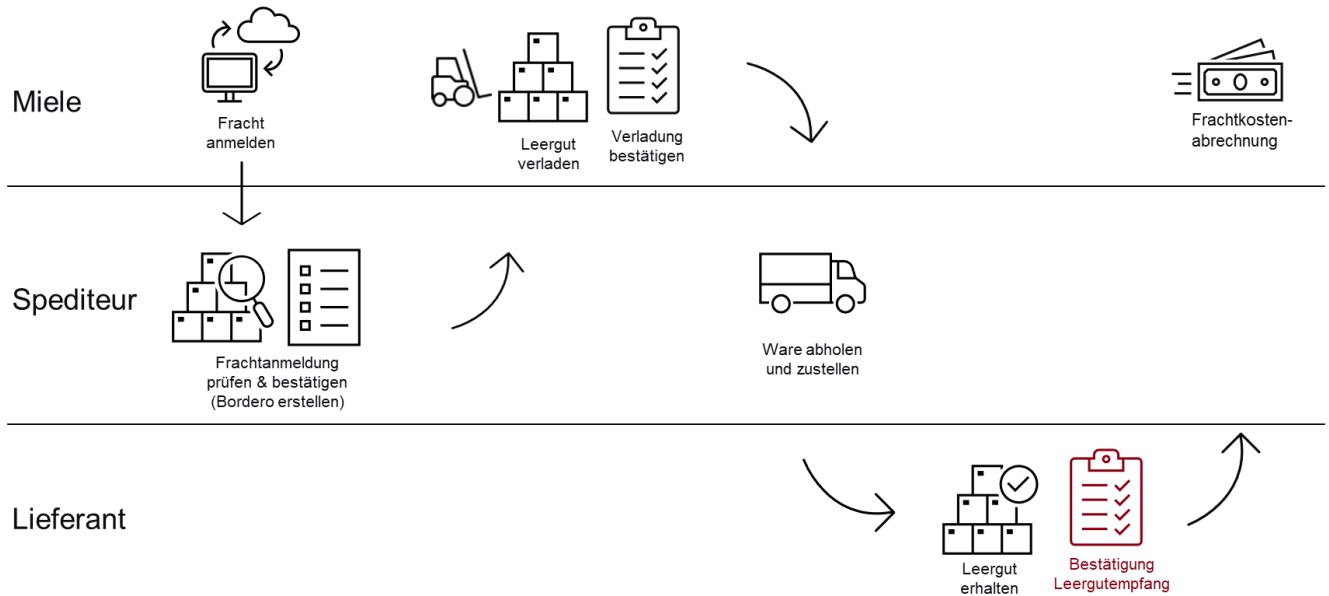 Miele
Fracht
anmelden
Leergut
verladen
Verladung
bestätigen
Frachtkosten-
abrechnung
Spediteur
Frachtanmeldung
prüfen & bestätigen
(Bordero erstellen)
Ware abholen
und zustellen
Lieferant
Leergut
erhalten
Bestätigung
Leergutempfang